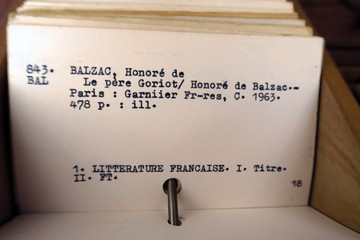 843. BALZAC, Honoré de
BAL Le père Goriot/ Honoré de Balzac.-
Paris : Garniier Fr-res, C. 1963.
478 p. : ill.
1. LITTERATURE FRANCAISE. I. Titre.
II. FT.
18